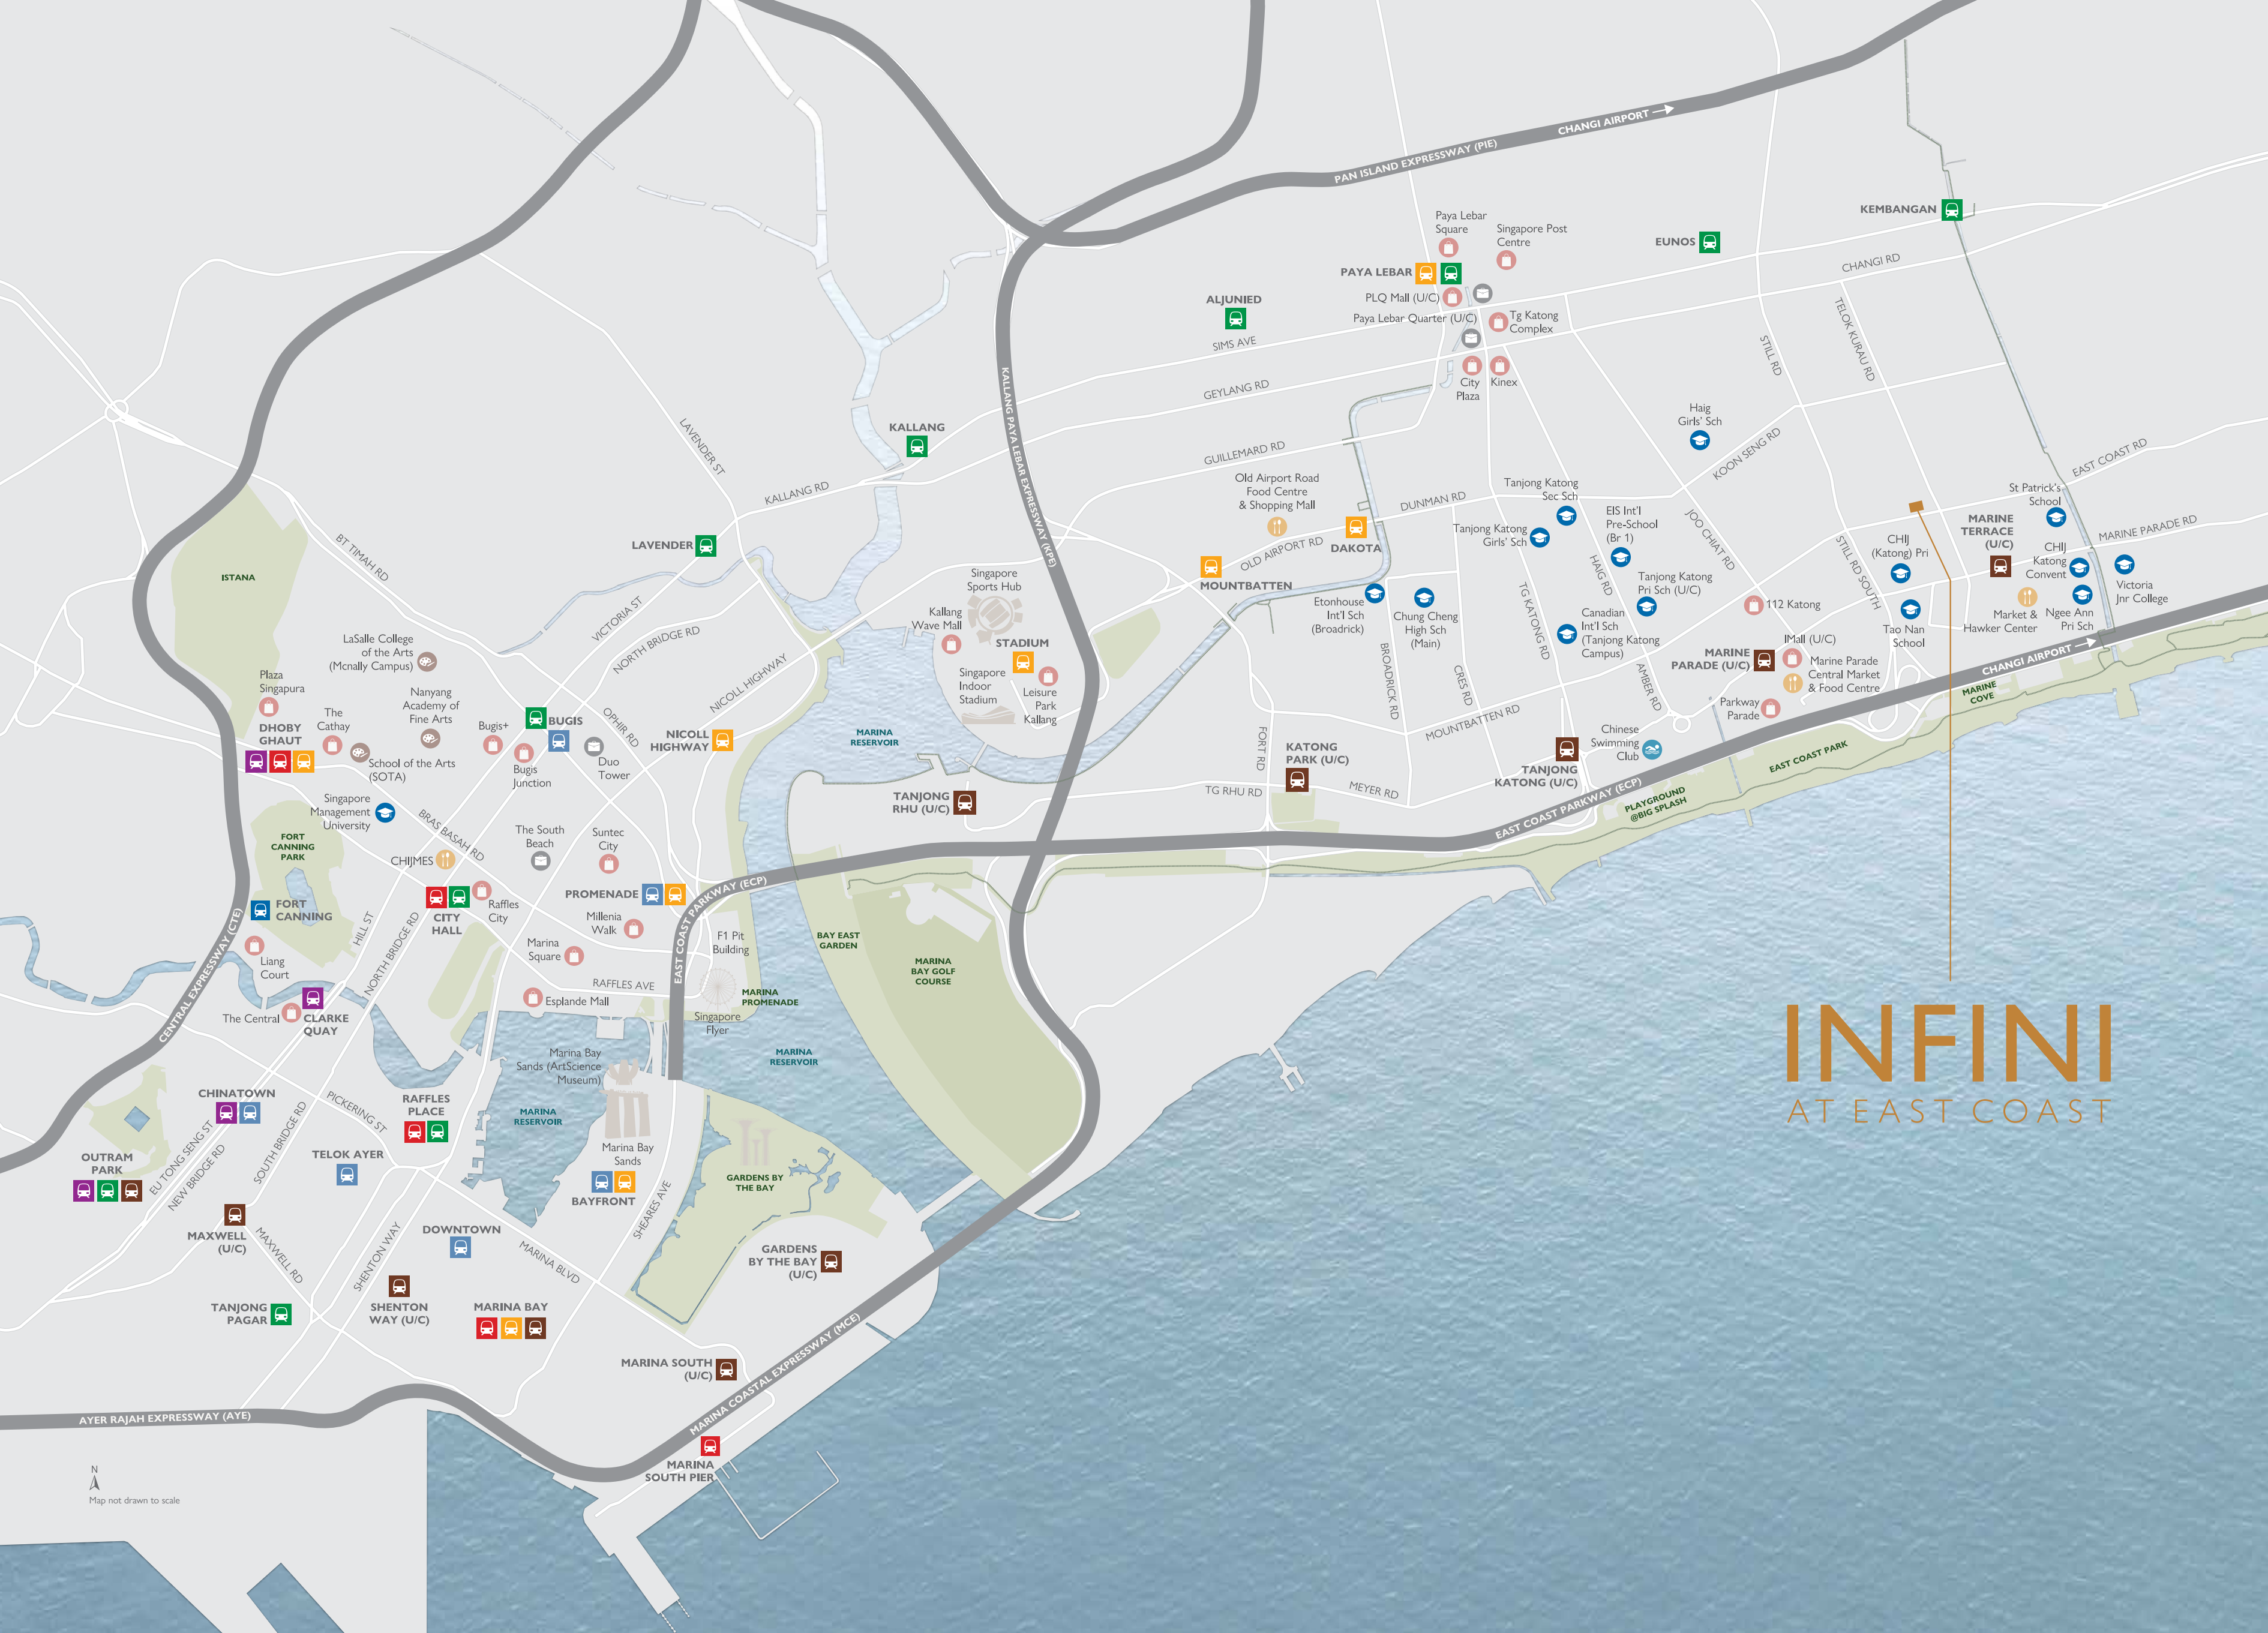 CHANGI AIRPORT
PAN ISLAND EXPRESSWAY (PIE)
KEMBANGAN
EUNOS
CHANGI RD
Paya Lebar
Square
Singapore Post
Centre
PAYA LEBAR
PLQ Mall (U/C)
Paya Lebar Quarter (U/C)
Tg Katong
Complex
City
Plaza
Kinex
ALJUNIED
SIMS AVE
GEYLANG RD
GUILLEMARD RD
STILL RD
TELOK KURAU RD
Haig
Girls' Sch
KOON SENG RD
EAST COAST RD
KALLANG PAYA LEBAR EXPRESSWAY (KPE)
KALLANG
KALLANG RD
LAVENDER ST
LAVENDER
Old Airport Road
Food Centre
& Shopping Mall
DUNMAN RD
DAKOTA
OLD AIRPORT RD
MOUNTBATTEN
Tanjong Katong
Sec Sch
Tanjong Katong
Girls' Sch
EIS Int'l
Pre-School
(Br 1)
JOO CHIAT RD
HAIG RD
Tanjong Katong
Pri Sch (U/C)
Canadian
Int'l Sch
(Tanjong Katong
Campus)
TG KATONG RD
STILL RD SOUTH
CHIJ
(Katong) Pri
Tao Nan
School
MARINE
TERRACE
(U/C)
St Patrick's
School
MARINE PARADE RD
CHIJ
Katong
Convent
Victoria
Jnr College
Market &
Hawker Center
Ngee Ann
Pri Sch
112 Katong
IMall (U/C)
MARINE
PARADE (U/C)
Marine Parade
Central Market
& Food Centre
Parkway
Parade
CHANGI AIRPORT
MARINE
COVE
EAST COAST PARK
PLAYGROUND
@BIG SPLASH
EAST COAST PARKWAY (ECP)
AMBER RD
Chinese
Swimming
Club
TANJONG
KATONG (U/C)
MOUNTBATTEN RD
CRES RD
BROADRICK RD
Etonhouse
Int'l Sch
(Broadrick)
Chung Cheng
High Sch
(Main)
MEYER RD
KATONG
PARK (U/C)
FORT RD
TG RHU RD
TANJONG
RHU (U/C)
Singapore
Sports Hub
Kallang
Wave Mall
STADIUM
Singapore
Indoor
Stadium
Leisure
Park
Kallang
MARINA
RESERVOIR
ISTANA
BT TIMAH RD
VICTORIA ST
NORTH BRIDGE RD
NICOLL HIGHWAY
LaSalle College
of the Arts
(Mcnally Campus)
Plaza
Singapura
DHOBY
GHAUT
The
Cathay
Nanyang
Academy of
Fine Arts
School of the Arts
(SOTA)
Bugis+
BUGIS
Bugis
Junction
OPHIR RD
Duo
Tower
NICOLL
HIGHWAY
Singapore
Management
University
BRAS BASAH RD
FORT
CANNING
PARK
CHIJMES
The South
Beach
Suntec
City
PROMENADE
EAST COAST PARKWAY (ECP)
FORT
CANNING
CITY
HALL
Raffles
City
Millenia
Walk
Marina
Square
F1 Pit
Building
HILL ST
NORTH BRIDGE RD
CENTRAL EXPRESSWAY (CTE)
Liang
Court
RAFFLES AVE
Esplande Mall
MARINA
PROMENADE
Singapore
Flyer
BAY EAST
GARDEN
MARINA
BAY GOLF
COURSE
The Central
CLARKE
QUAY
Marina Bay
Sands (ArtScience
Museum)
MARINA
RESERVOIR
MARINA
RESERVOIR
INFINI
AT EAST COAST
CHINATOWN
PICKERING ST
RAFFLES
PLACE
EU TONG SENG ST
NEW BRIDGE RD
SOUTH BRIDGE RD
OUTRAM
PARK
TELOK AYER
Marina Bay
Sands
BAYFRONT
SHEARES AVE
GARDENS BY
THE BAY
MAXWELL
(U/C)
MAXWELL RD
SHENTON WAY
DOWNTOWN
MARINA BLVD
GARDENS
BY THE BAY
(U/C)
TANJONG
PAGAR
SHENTON
WAY (U/C)
MARINA BAY
MARINA SOUTH
(U/C)
MARINA COASTAL EXPRESSWAY (MCE)
AYER RAJAH EXPRESSWAY (AYE)
MARINA
SOUTH PIER
N
Map not drawn to scale